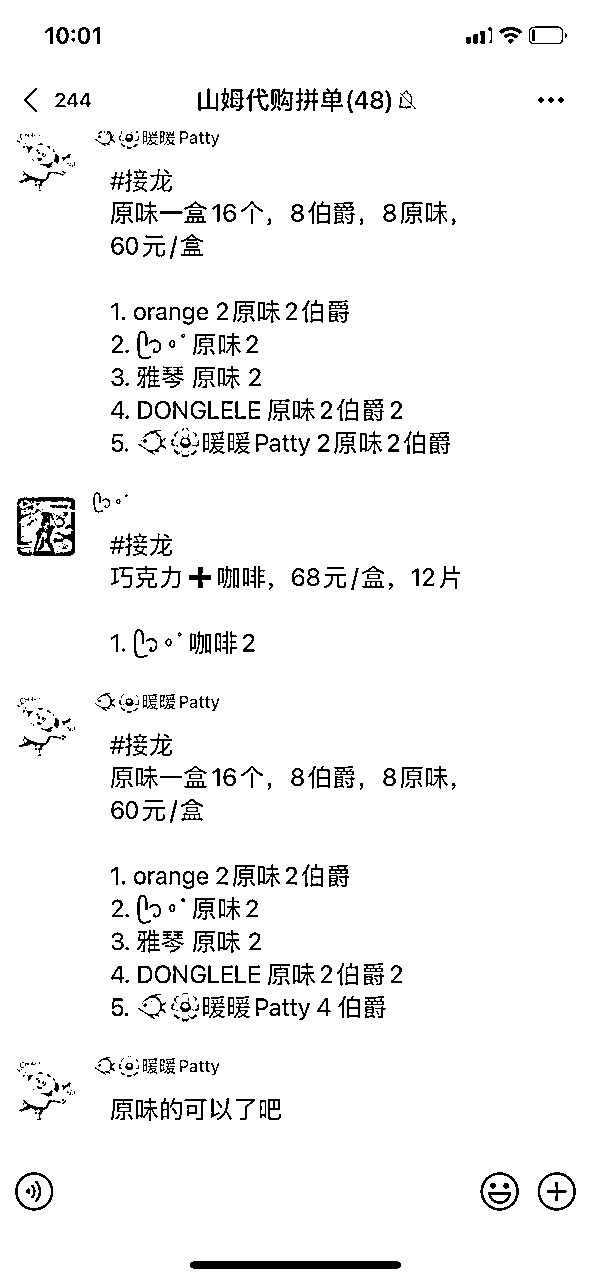 10:01
244
山姆代购拼单(48)
暖暖Patty
#接龙
原味一盒16个，8伯爵，8原味，
60元/盒
1. orange 2原味2伯爵
2. 原味2
3. 雅琴 原味 2
4. DONGLELE 原味2伯爵2
5. 暖暖Patty 2原味2伯爵
#接龙
巧克力➕咖啡，68元/盒，12片
1. 咖啡2
暖暖Patty
#接龙
原味一盒16个，8伯爵，8原味，
60元/盒
1. orange 2原味2伯爵
2. 原味2
3. 雅琴 原味 2
4. DONGLELE 原味2伯爵2
5. 暖暖Patty 4 伯爵
暖暖Patty
原味的可以了吧